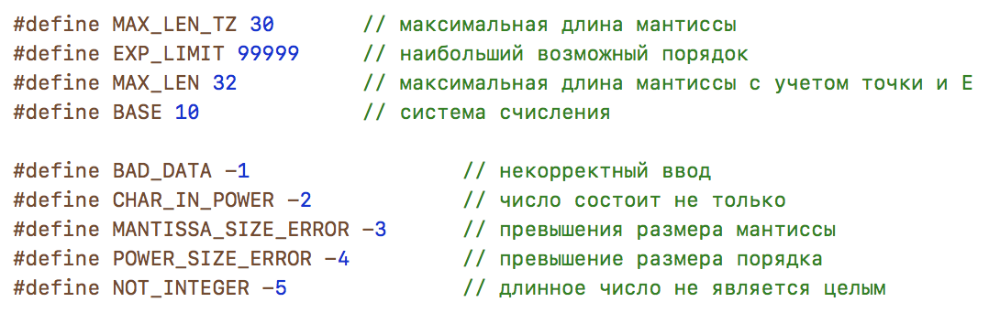 #define MAX_LEN_TZ 30 // максимальная длина мантиссы
#define EXP_LIMIT 99999 // наибольший возможный порядок
#define MAX_LEN 32 // максимальная длина мантиссы с учетом точки и Е
#define BASE 10 // система счисления
#define BAD_DATA -1 // некорректный ввод
#define CHAR_IN_POWER -2 // число состоит не только
#define MANTISSA_SIZE_ERROR -3 // превышения размера мантиссы
#define POWER_SIZE_ERROR -4 // превышение размера порядка
#define NOT_INTEGER -5 // длинное число не является целым